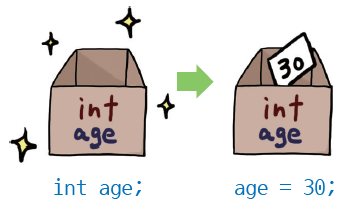 int
age
int age;
30
int
age
age = 30;